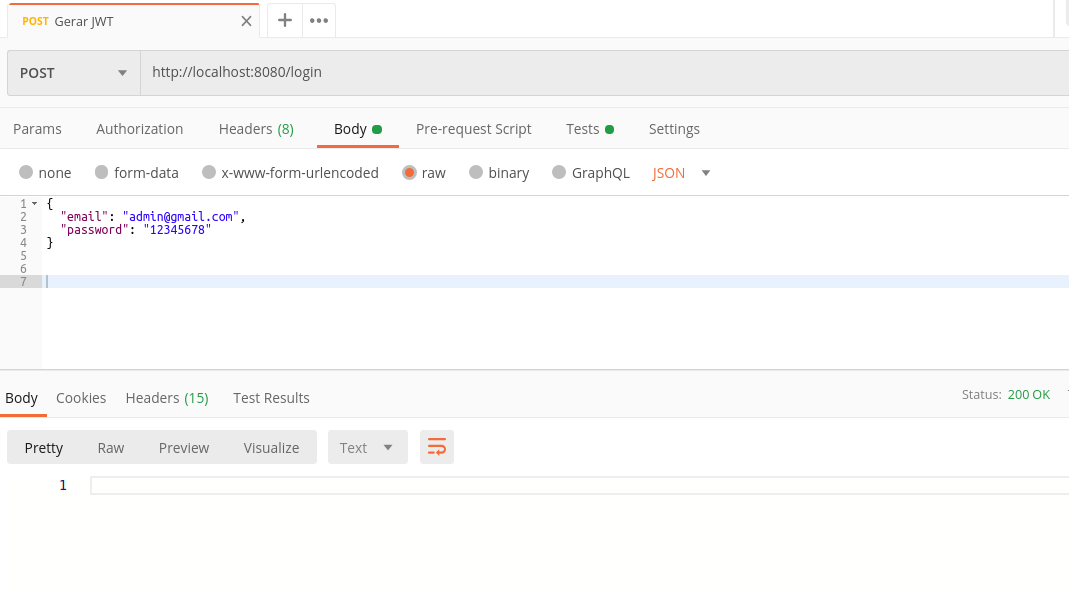 POST Gerar JWT
POST http://localhost:8080/login
Params Authorization Headers (8) Body Pre-request Script Tests Settings
none form-data x-www-form-urlencoded raw binary GraphQL JSON
1 {
2 "email": "admin@gmail.com",
3 "password": "12345678"
4 }
5
6
7
Body Cookies Headers (15) Test Results Status: 200 OK
Pretty Raw Preview Visualize Text
1